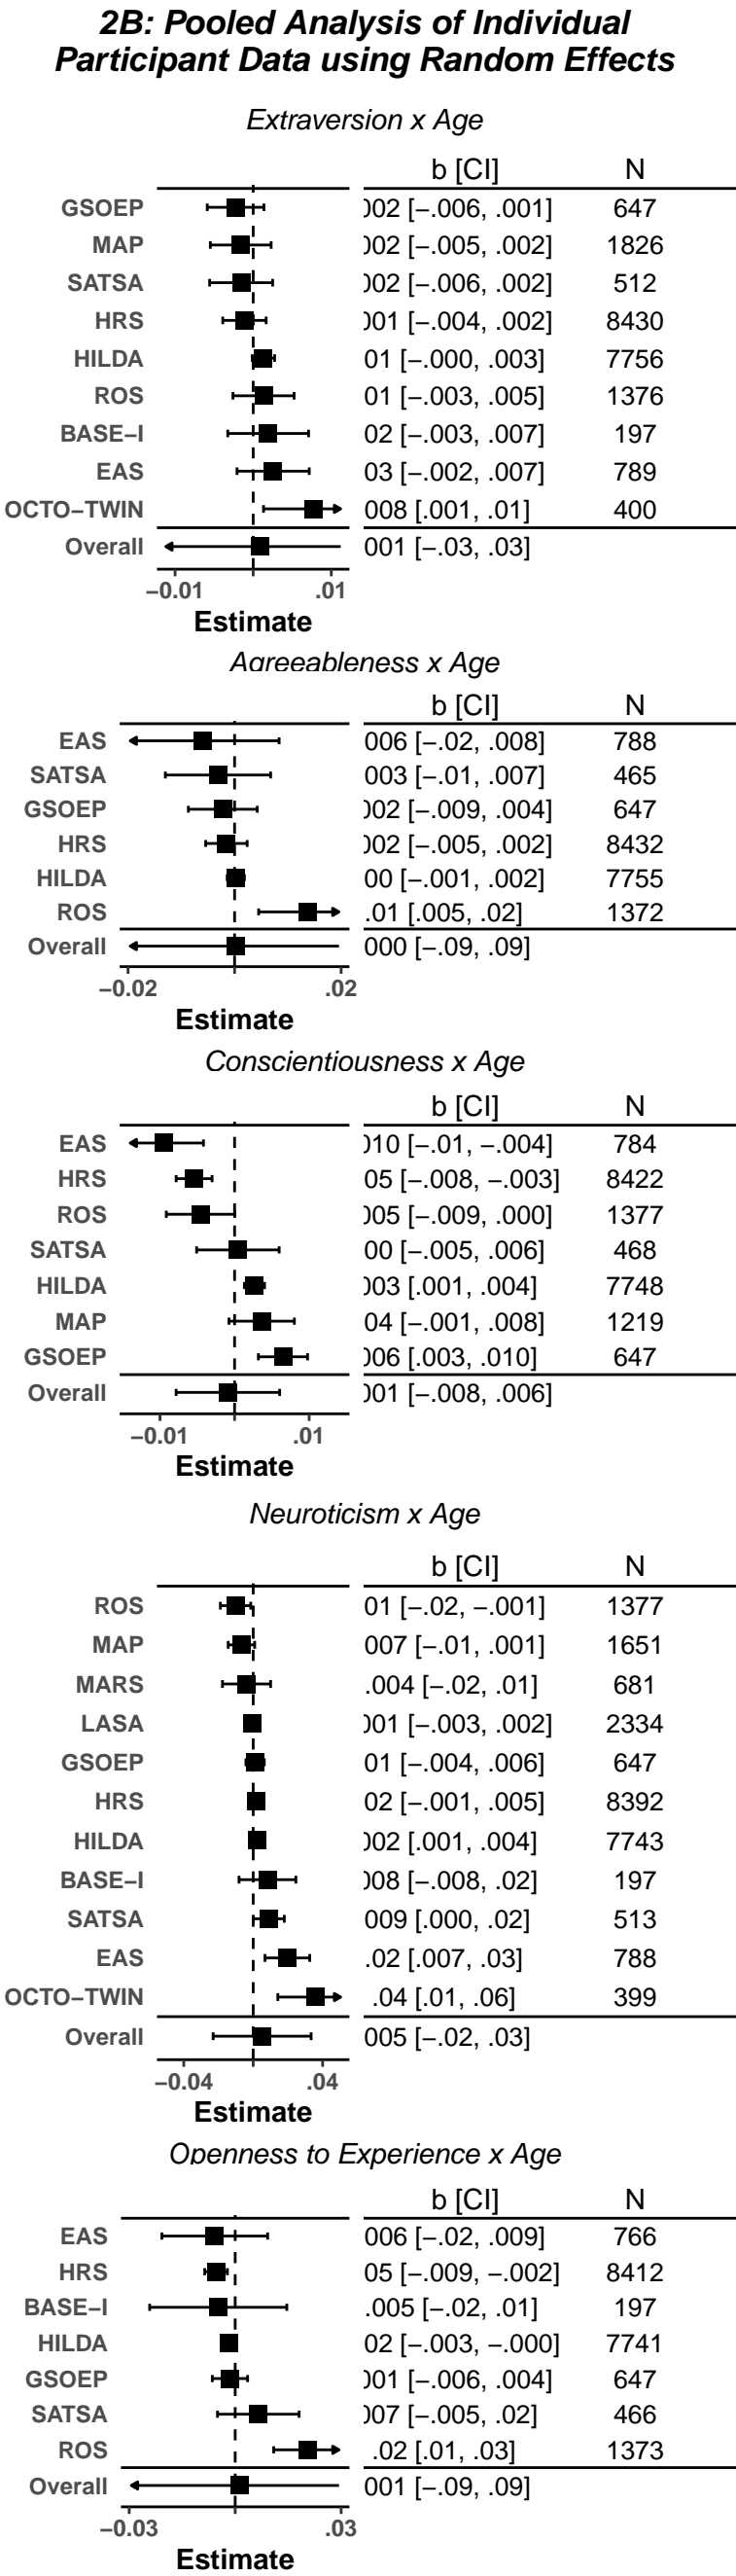 2B: Pooled Analysis of Individual
Participant Data using Random Effects
Extraversion x Age
b [CI] N
GSOEP 002 [−.006, .001] 647
MAP 002 [−.005, .002] 1826
SATSA 002 [−.006, .002] 512
HRS 001 [−.004, .002] 8430
HILDA 01 [−.000, .003] 7756
ROS 01 [−.003, .005] 1376
BASE−I 02 [−.003, .007] 197
EAS 03 [−.002, .007] 789
OCTO−TWIN 008 [.001, .01] 400
Overall 001 [−.03, .03]
−0.01 .01
Estimate
Agreeableness x Age
b [CI] N
EAS 006 [−.02, .008] 788
SATSA 003 [−.01, .007] 465
GSOEP 002 [−.009, .004] 647
HRS 002 [−.005, .002] 8432
HILDA 00 [−.001, .002] 7755
ROS .01 [.005, .02] 1372
Overall 000 [−.09, .09]
−0.02 .02
Estimate
Conscientiousness x Age
b [CI] N
EAS 010 [−.01, −.004] 784
HRS 05 [−.008, −.003] 8422
ROS 005 [−.009, .000] 1377
SATSA 00 [−.005, .006] 468
HILDA 003 [.001, .004] 7748
MAP 04 [−.001, .008] 1219
GSOEP 006 [.003, .010] 647
Overall 001 [−.008, .006]
−0.01 .01
Estimate
Neuroticism x Age
b [CI] N
ROS 01 [−.02, −.001] 1377
MAP 007 [−.01, .001] 1651
MARS .004 [−.02, .01] 681
LASA 001 [−.003, .002] 2334
GSOEP 01 [−.004, .006] 647
HRS 02 [−.001, .005] 8392
HILDA 002 [.001, .004] 7743
BASE−I 008 [−.008, .02] 197
SATSA 009 [.000, .02] 513
EAS .02 [.007, .03] 788
OCTO−TWIN .04 [.01, .06] 399
Overall 005 [−.02, .03]
−0.04 .04
Estimate
Openness to Experience x Age
b [CI] N
EAS 006 [−.02, .009] 766
HRS 05 [−.009, −.002] 8412
BASE−I .005 [−.02, .01] 197
HILDA 02 [−.003, −.000] 7741
GSOEP 001 [−.006, .004] 647
SATSA 007 [−.005, .02] 466
ROS .02 [.01, .03] 1373
Overall 001 [−.09, .09]
−0.03 .03
Estimate